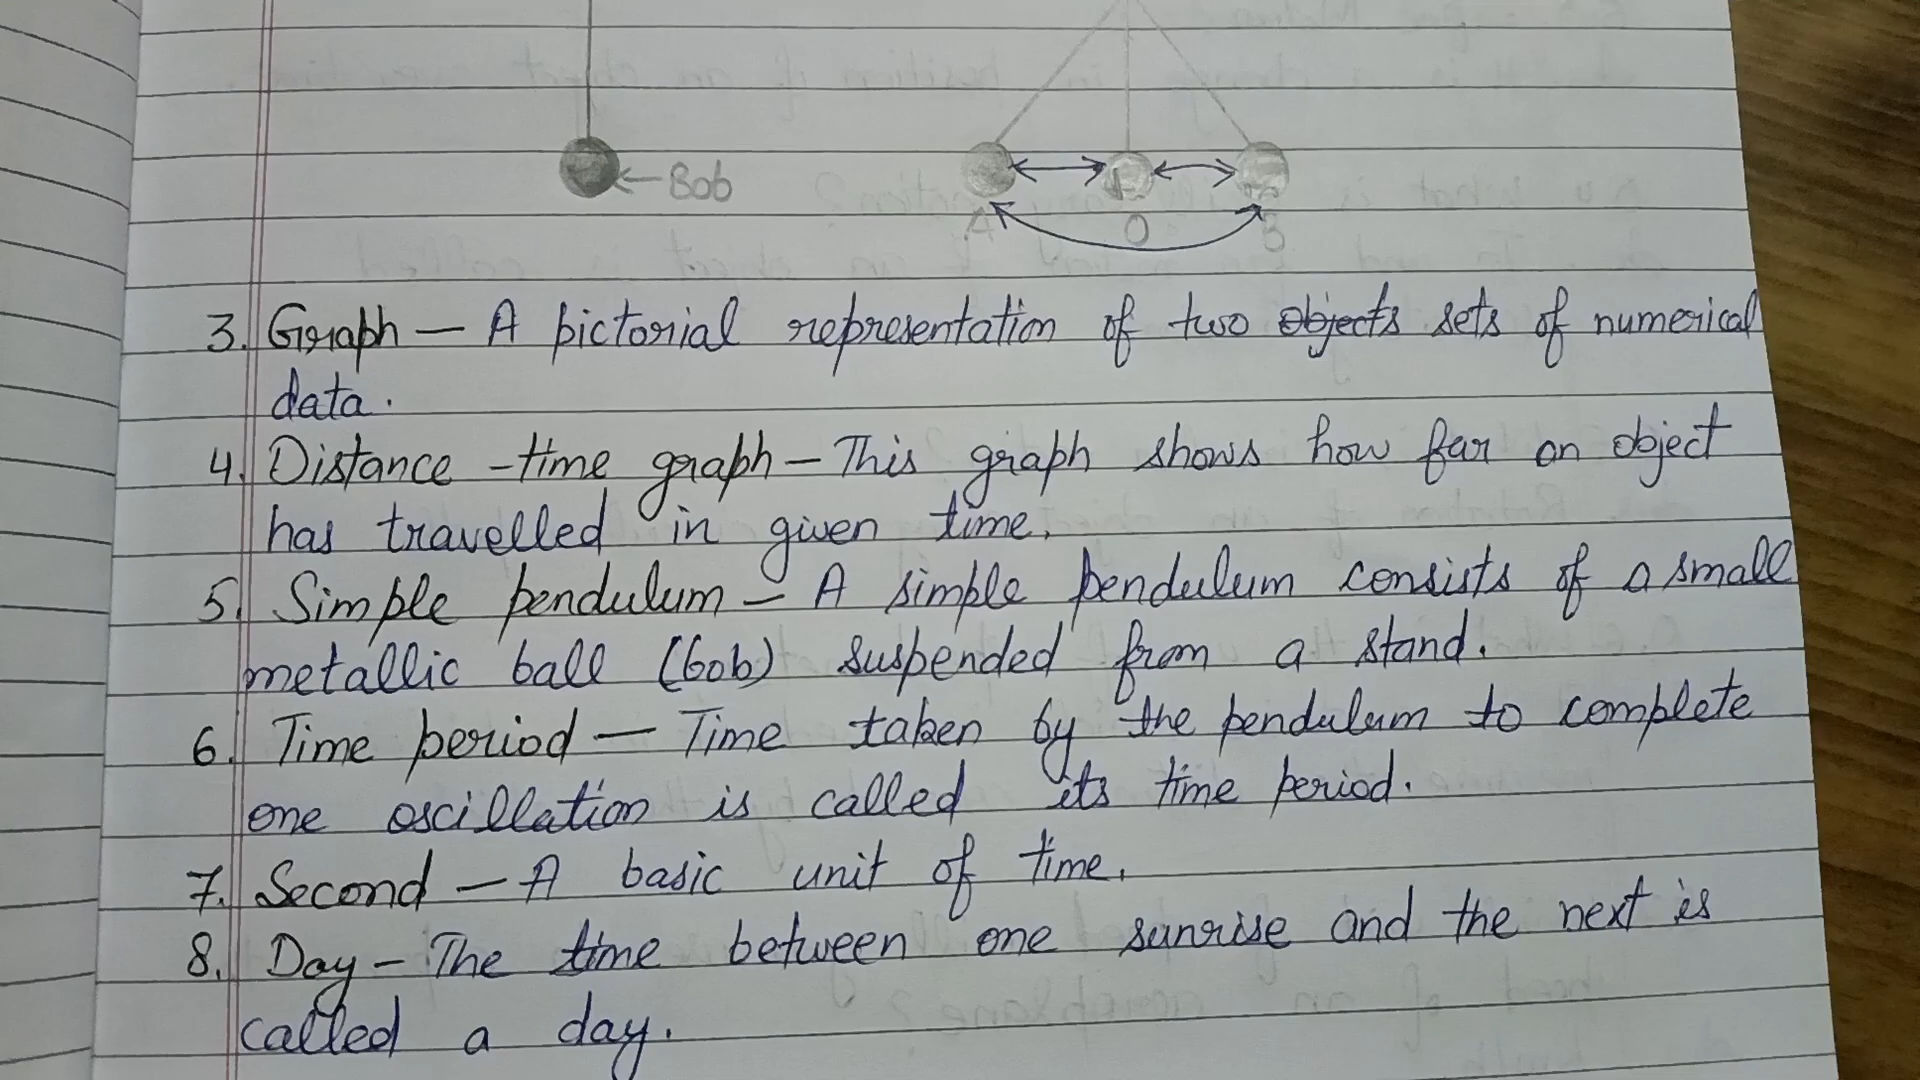 Bob
A O B
3. Graph — A pictorial representation of two objects sets of numerical
data.
4. Distance - time graph — This graph shows how far an object
has travelled in given time.
5. Simple pendulum — A simple pendulum consists of a small
metallic ball (bob) suspended from a stand.
6. Time period — Time taken by the pendulum to complete
one oscillation is called its time period.
7. Second — A basic unit of time.
8. Day — The time between one sunrise and the next is
called a day.